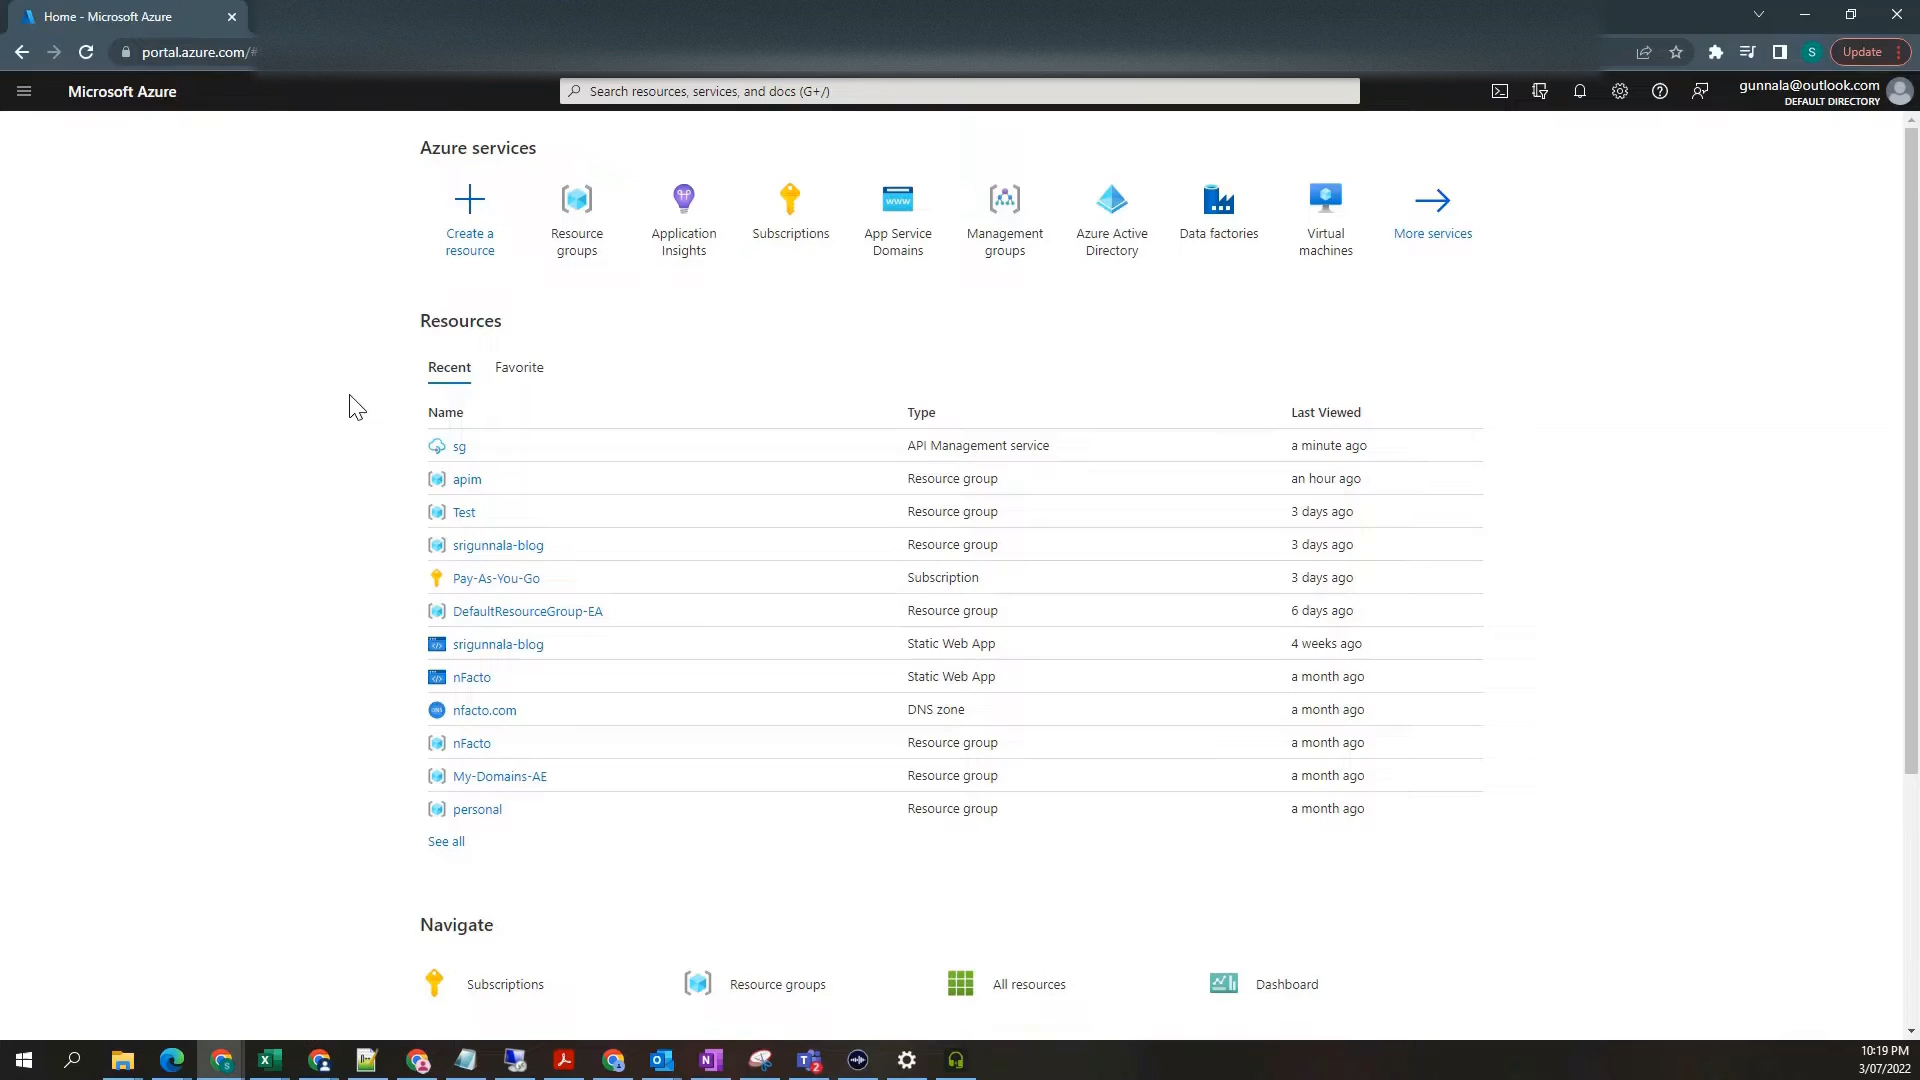 Home - Microsoft Azure
portal.azure.com/#
S
Update
Microsoft Azure
Search resources, services, and docs (G+/)
gunnala@outlook.com
DEFAULT DIRECTORY
Azure services
Create a resource
Resource groups
Application Insights
Subscriptions
www
App Service Domains
Management groups
Azure Active Directory
Data factories
Virtual machines
More services
Resources
Recent Favorite
Name Type Last Viewed
sg API Management service a minute ago
apim Resource group an hour ago
Test Resource group 3 days ago
srigunnala-blog Resource group 3 days ago
Pay-As-You-Go Subscription 3 days ago
DefaultResourceGroup-EA Resource group 6 days ago
srigunnala-blog Static Web App 4 weeks ago
nFacto Static Web App a month ago
nfacto.com DNS zone a month ago
nFacto Resource group a month ago
My-Domains-AE Resource group a month ago
personal Resource group a month ago
See all
Navigate
Subscriptions Resource groups All resources Dashboard
10:19 PM
3/07/2022